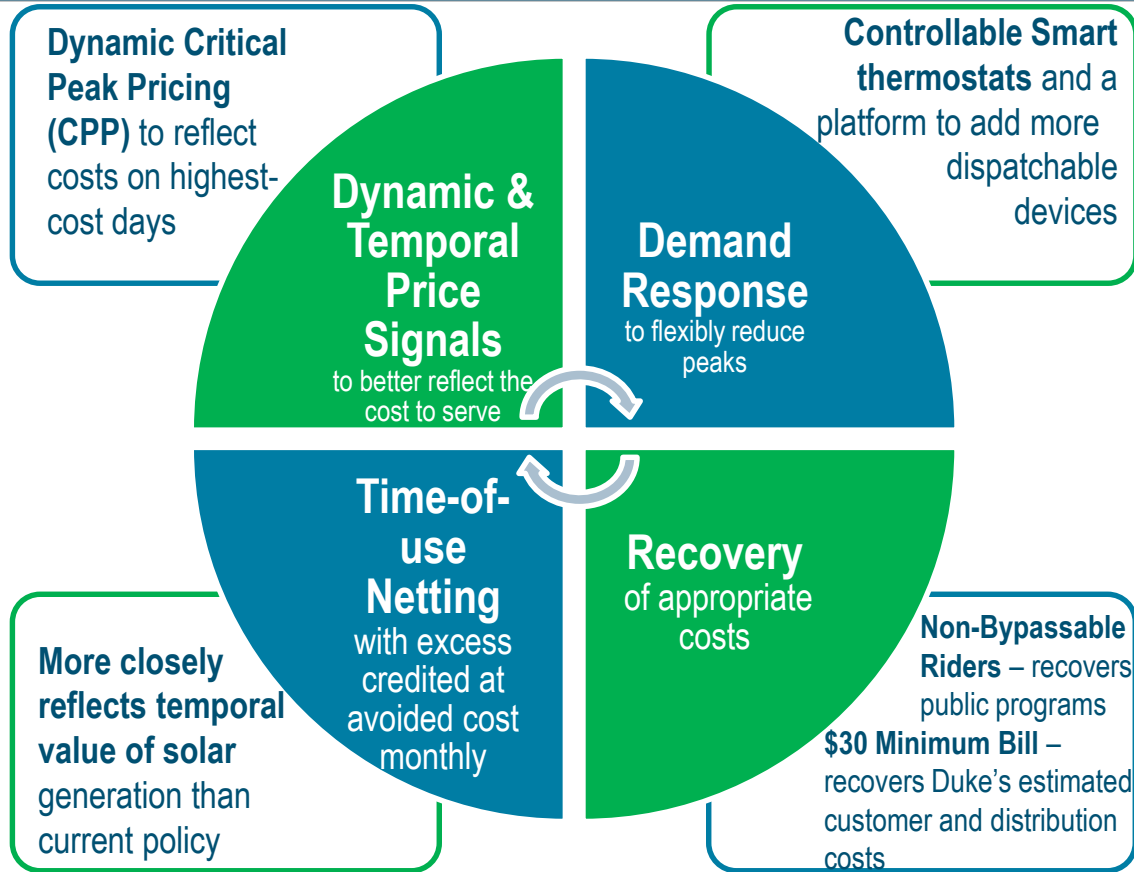 Dynamic Critical
Peak Pricing
(CPP) to reflect
costs on highest-
cost days
Controllable Smart
thermostats and a
platform to add more
dispatchable
devices
Dynamic &
Temporal
Price
Signals
to better reflect the
cost to serve
Demand
Response
to flexibly reduce
peaks
Time-of-
use
Netting
with excess
credited at
avoided cost
monthly
Recovery
of appropriate
costs
More closely
reflects temporal
value of solar
generation than
current policy
Non-Bypassable
Riders – recovers
public programs
$30 Minimum Bill –
recovers Duke’s estimated
customer and distribution
costs